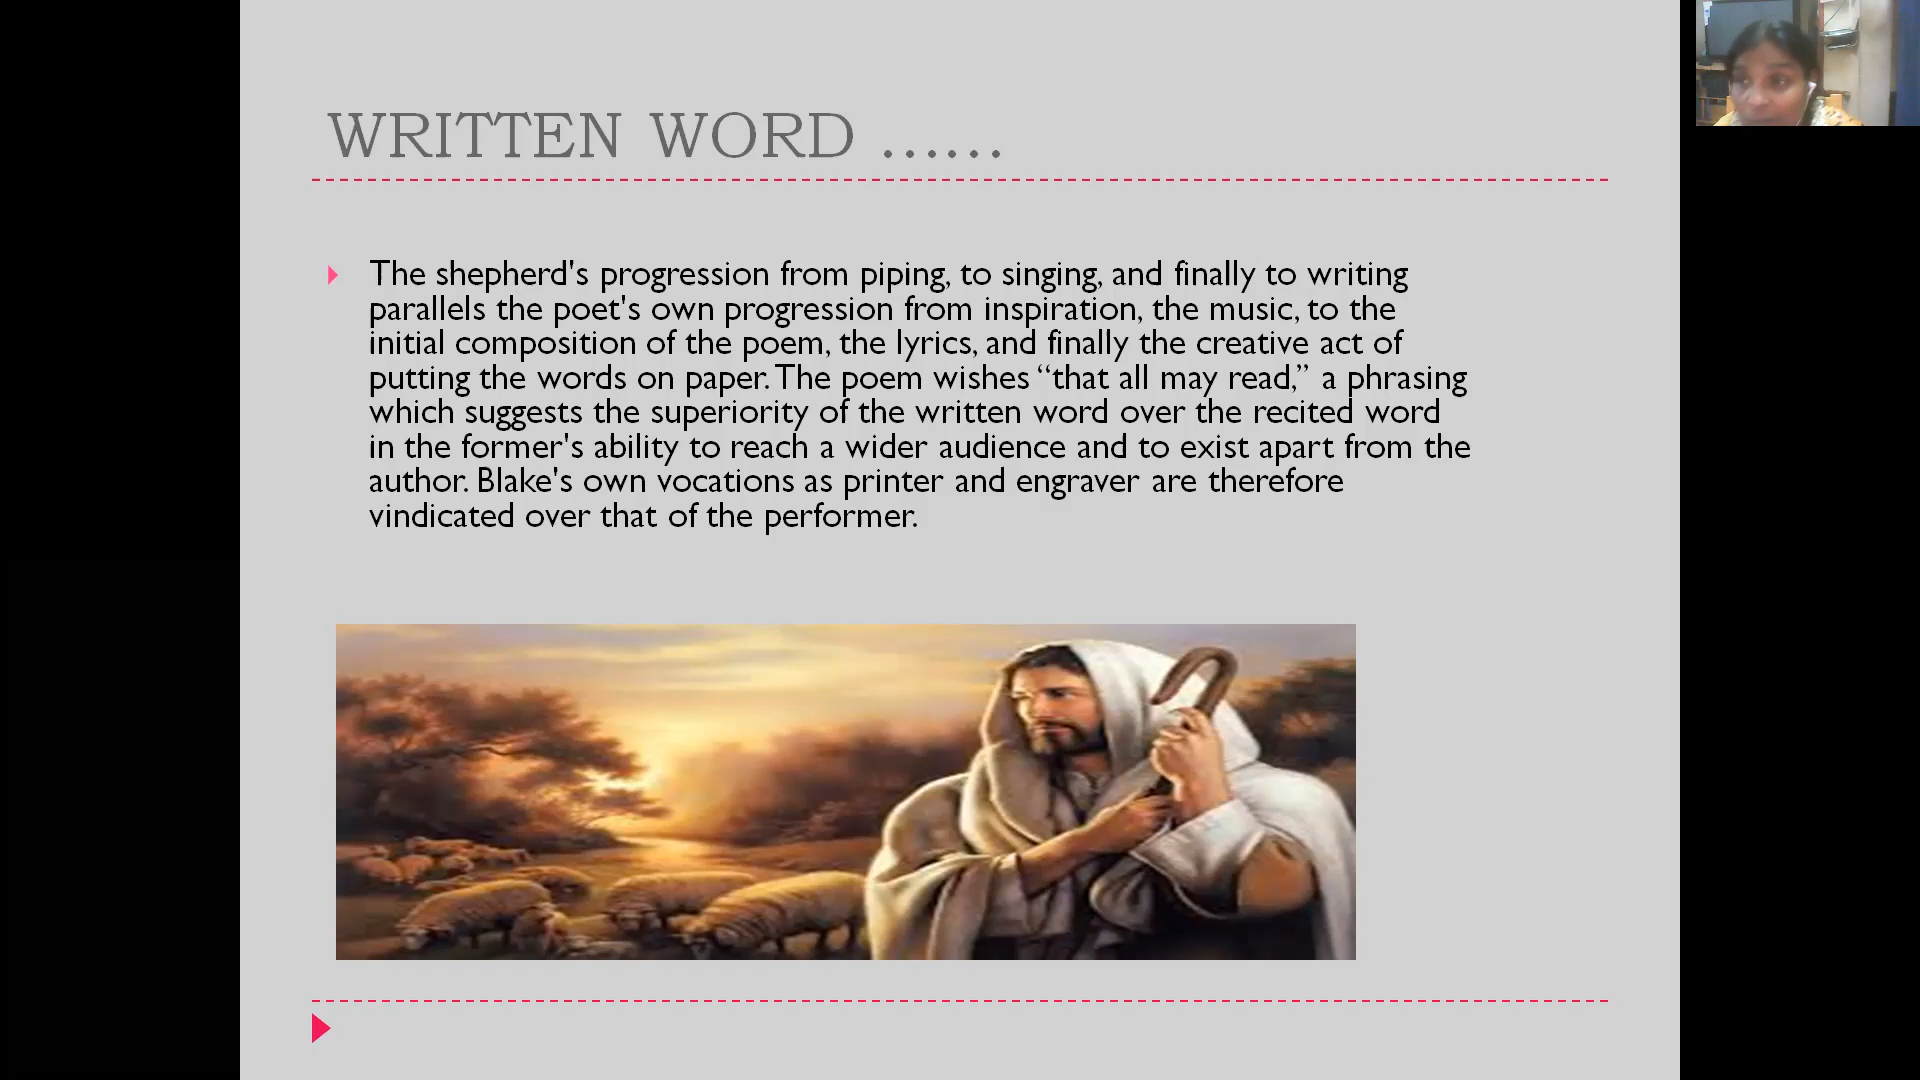 WRITTEN WORD ......
The shepherd's progression from piping, to singing, and finally to writing
parallels the poet's own progression from inspiration, the music, to the
initial composition of the poem, the lyrics, and finally the creative act of
putting the words on paper. The poem wishes “that all may read,” a phrasing
which suggests the superiority of the written word over the recited word
in the former's ability to reach a wider audience and to exist apart from the
author. Blake's own vocations as printer and engraver are therefore
vindicated over that of the performer.